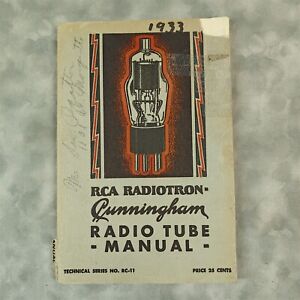 1933
RCA RADIOTRON-
Cunningham
RADIO TUBE
- MANUAL -
TECHNICAL SERIES NO. RC-11
PRICE 25 CENTS